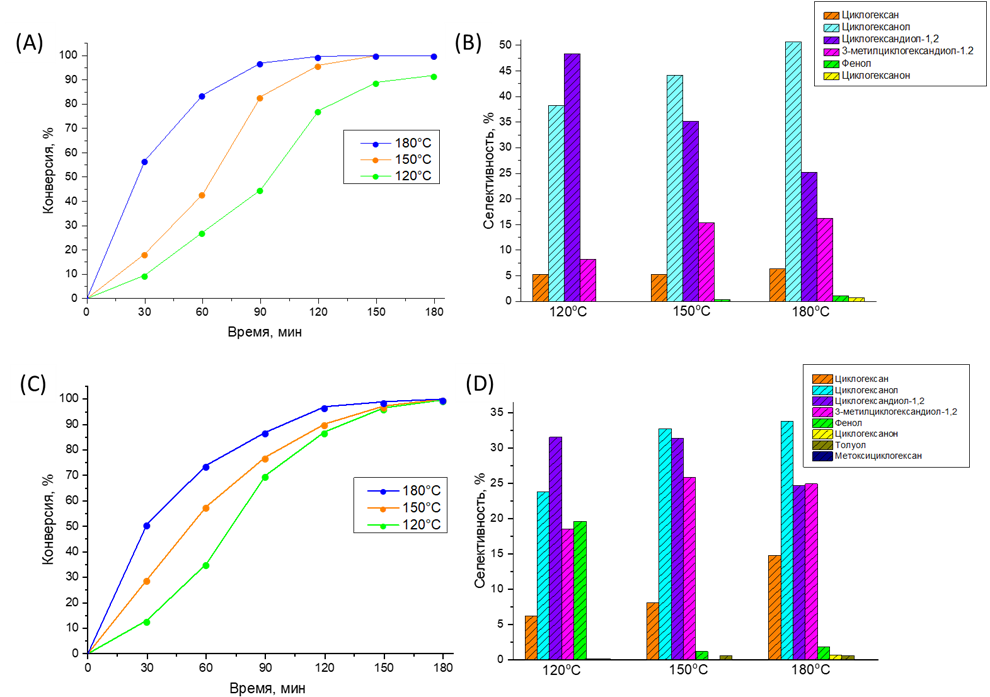 (A)
Конверсия, %
100
90
80
70
60
50
40
30
20
10
0
0 30 60 90 120 150 180
Время, мин
180°C
150°C
120°C
(B)
Селективность, %
50
45
40
35
30
25
20
15
10
5
0
120°C 150°C 180°C
Циклогексан
Циклогексанол
Циклогександиол-1,2
3-метилциклогександиол-1.2
Фенол
Циклогексанон
(C)
Конверсия, %
100
90
80
70
60
50
40
30
20
10
0
0 30 60 90 120 150 180
Время, мин
180°C
150°C
120°C
(D)
Селективность, %
35
30
25
20
15
10
5
0
120°C 150°C 180°C
Циклогексан
Циклогексанол
Циклогександиол-1,2
3-метилциклогександиол-1,2
Фенол
Циклогексанон
Толуол
Метоксициклогексан